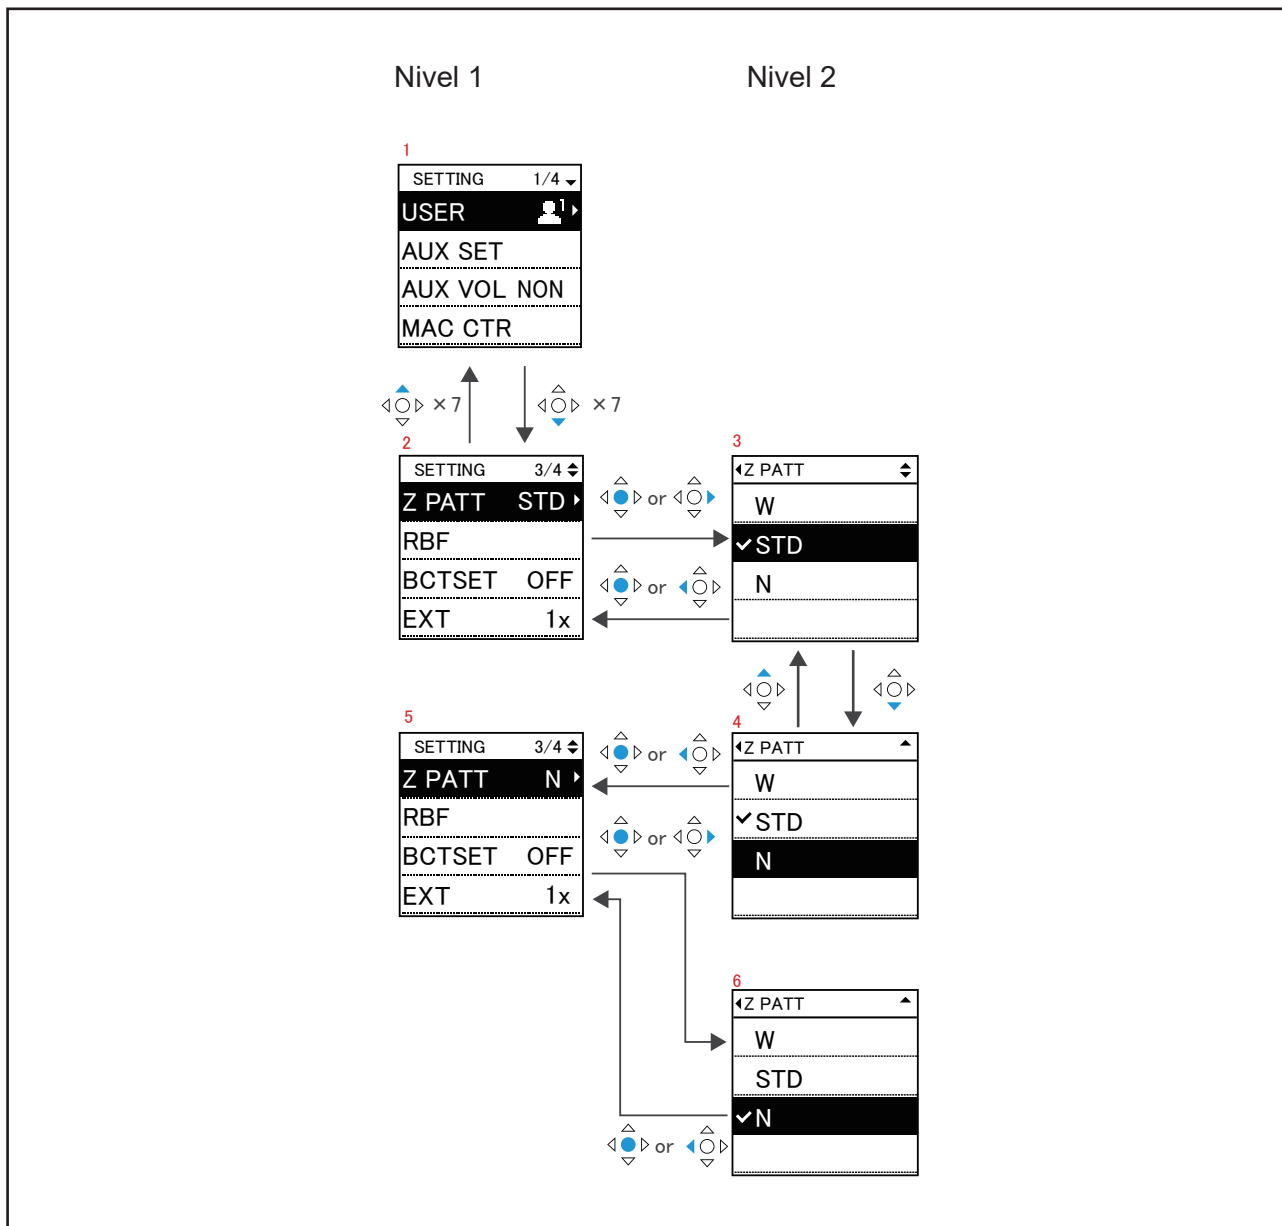 Nivel 1
Nivel 2
1
SETTING 1/4
USER 1
AUX SET
AUX VOL NON
MAC CTR
×7
×7
2
SETTING 3/4
Z PATT STD
RBF
BCTSET OFF
EXT 1x
or
or
3
Z PATT
W
STD
N
5
SETTING 3/4
Z PATT N
RBF
BCTSET OFF
EXT 1x
or
or
4
Z PATT
W
STD
N
6
Z PATT
W
STD
N
or